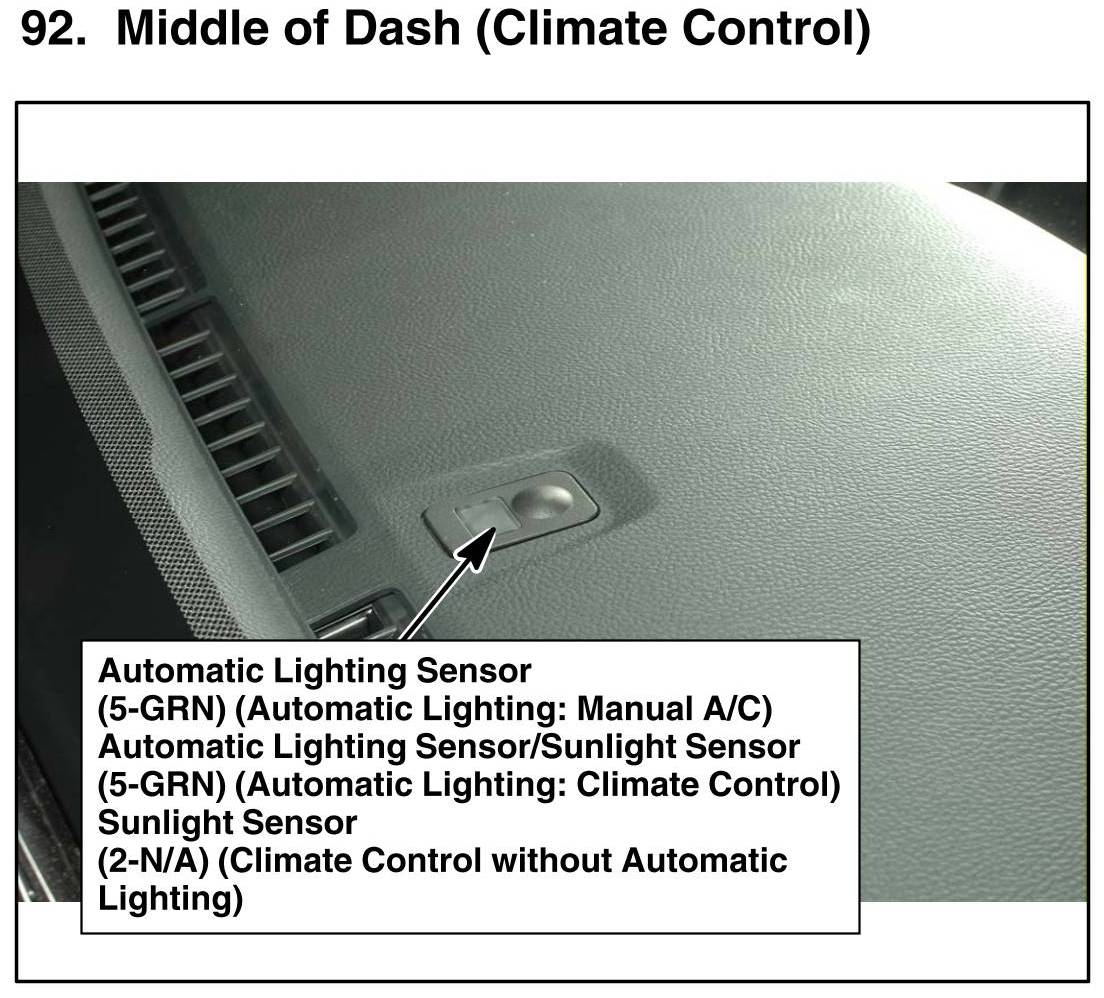 92. Middle of Dash (Climate Control)
Automatic Lighting Sensor
(5-GRN) (Automatic Lighting: Manual A/C)
Automatic Lighting Sensor/Sunlight Sensor
(5-GRN) (Automatic Lighting: Climate Control)
Sunlight Sensor
(2-N/A) (Climate Control without Automatic
Lighting)